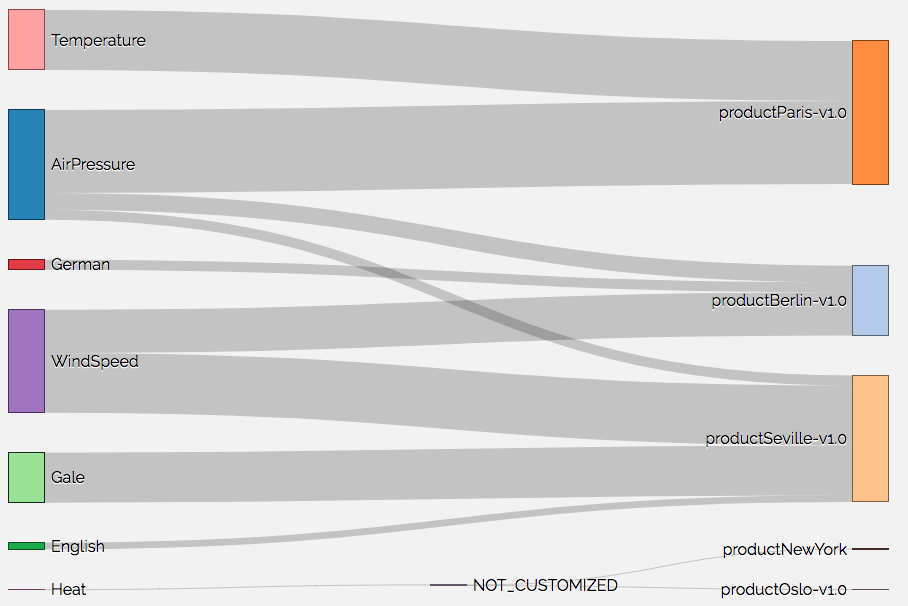 Temperature
productParis-v1.0
AirPressure
German
productBerlin-v1.0
WindSpeed
productSeville-v1.0
Gale
English
productNewYork
NOT_CUSTOMIZED
Heat
productOslo-v1.0